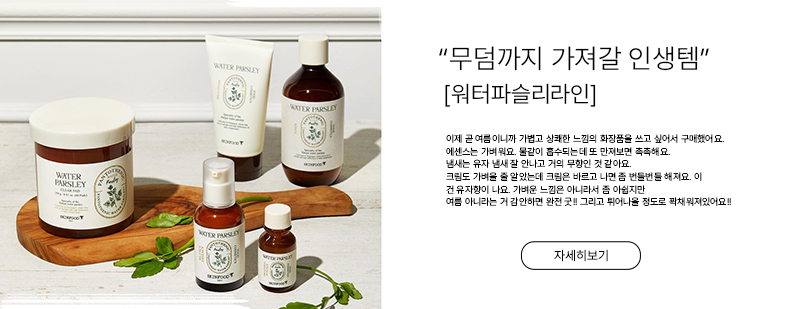 “무덤까지 가져갈 인생템”
[워터파슬리라인]
이제 곧 여름이니까 가볍고 상쾌한 느낌의 화장품을 쓰고 싶어서 구매했어요.
에센스는 가벼워요. 물같이 흡수되는데 또 만져보면 촉촉해요.
냄새는 유자 냄새 잘 안나고 거의 무향인 것 같아요.
크림도 가벼울 줄 알았는데 크림은 바르고 나면 좀 번들번들 해져요. 이
건 유자향이 나요. 가벼운 느낌은 아니라서 좀 아쉽지만
여름 아니라는 거 감안하면 완전 굿!! 그리고 튀어나올 정도로 꽉채워져있어요!!
자세히보기
WATER PARSLEY
SKINFOOD
WATER PARSLEY
SKINFOOD
WATER
PARSLEY
CLEAR PAD
SKINFOOD
WATER PARSLEY
SKINFOOD
WATER PARSLEY
SKINFOOD